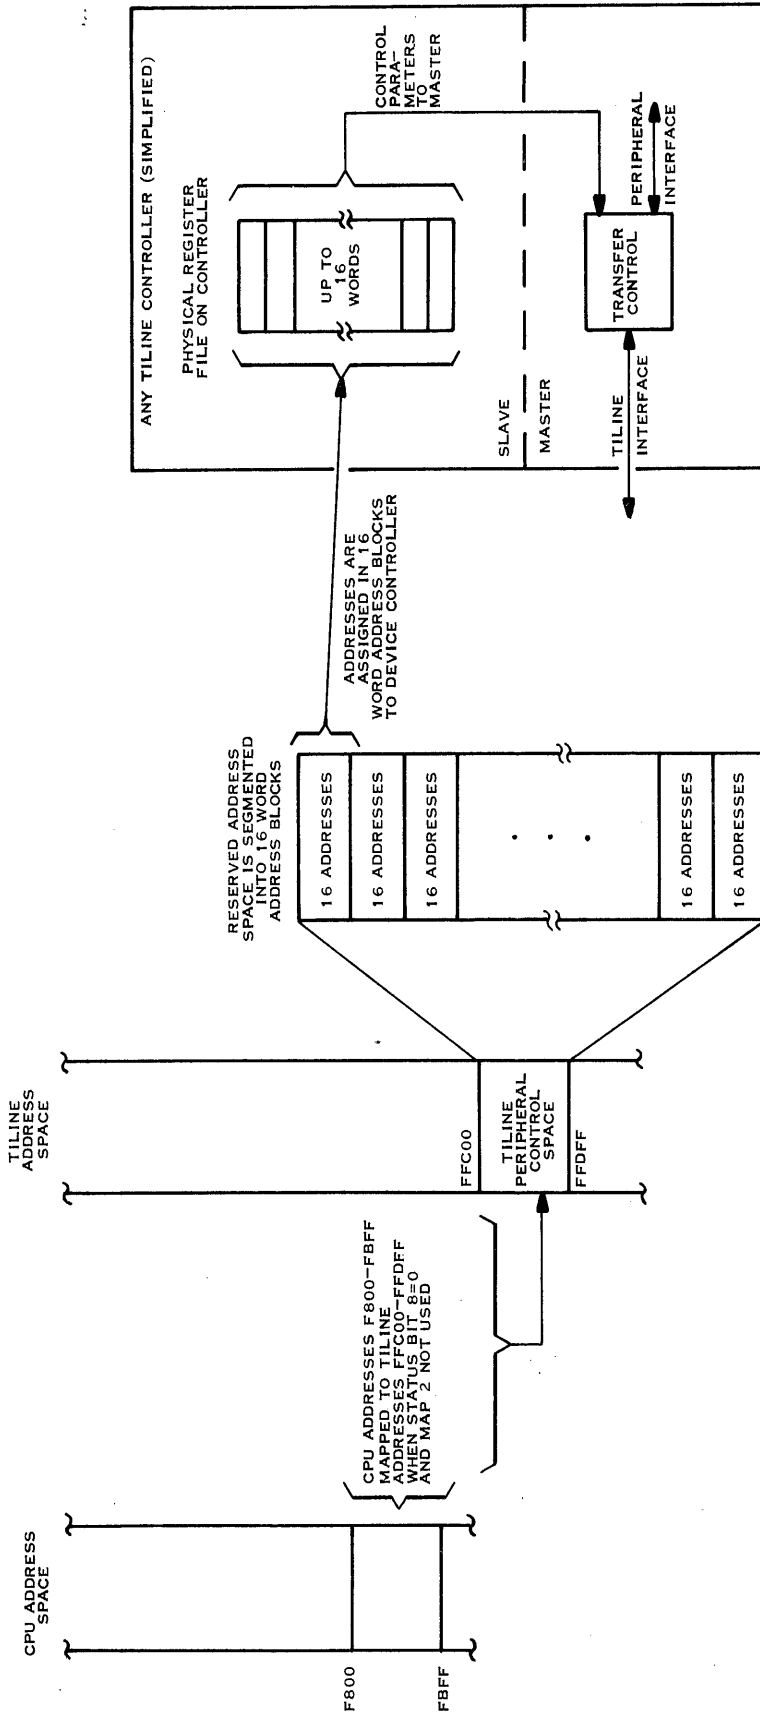 CPU ADDRESS
SPACE
F800
FBFF
CPU ADDRESSES F800-FBFF
MAPPED TO TILINE
ADDRESSES FFC00-FFDFF
WHEN STATUS BIT 8=0
AND MAP 2 NOT USED
TILINE
ADDRESS
SPACE
FFC00
TILINE
PERIPHERAL
CONTROL
SPACE
FFDFF
RESERVED ADDRESS
SPACE IS SEGMENTED
INTO 16 WORD
ADDRESS BLOCKS
16 ADDRESSES
16 ADDRESSES
16 ADDRESSES
16 ADDRESSES
16 ADDRESSES
ADDRESSES ARE
ASSIGNED IN 16
WORD ADDRESS BLOCKS
TO DEVICE CONTROLLER
ANY TILINE CONTROLLER (SIMPLIFIED)
PHYSICAL REGISTER
FILE ON CONTROLLER
UP TO
16
WORDS
CONTROL
PARA-
METERS
TO
MASTER
SLAVE
MASTER
TILINE
INTERFACE
TRANSFER
CONTROL
PERIPHERAL
INTERFACE